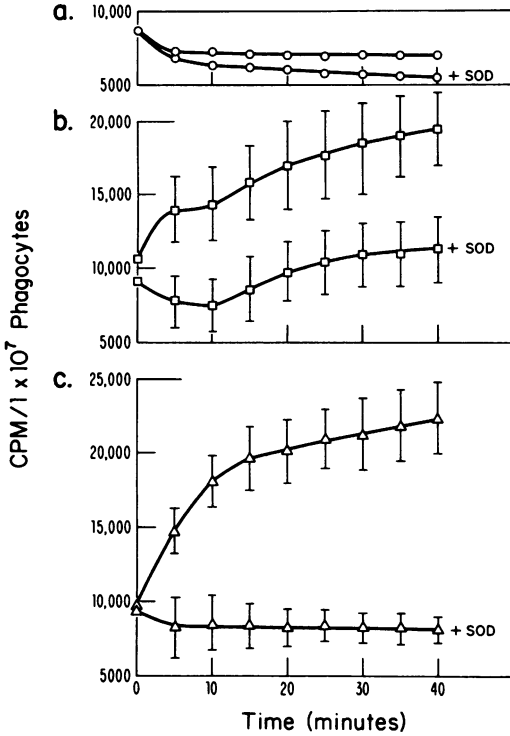 a.
10,000
5000
+ SOD
b.
20,000
15,000
10,000
5000
+ SOD
c.
25,000
20,000
15,000
10,000
5000
+ SOD
0 10 20 30 40
Time (minutes)
CPM/1 x 10⁷ Phagocytes